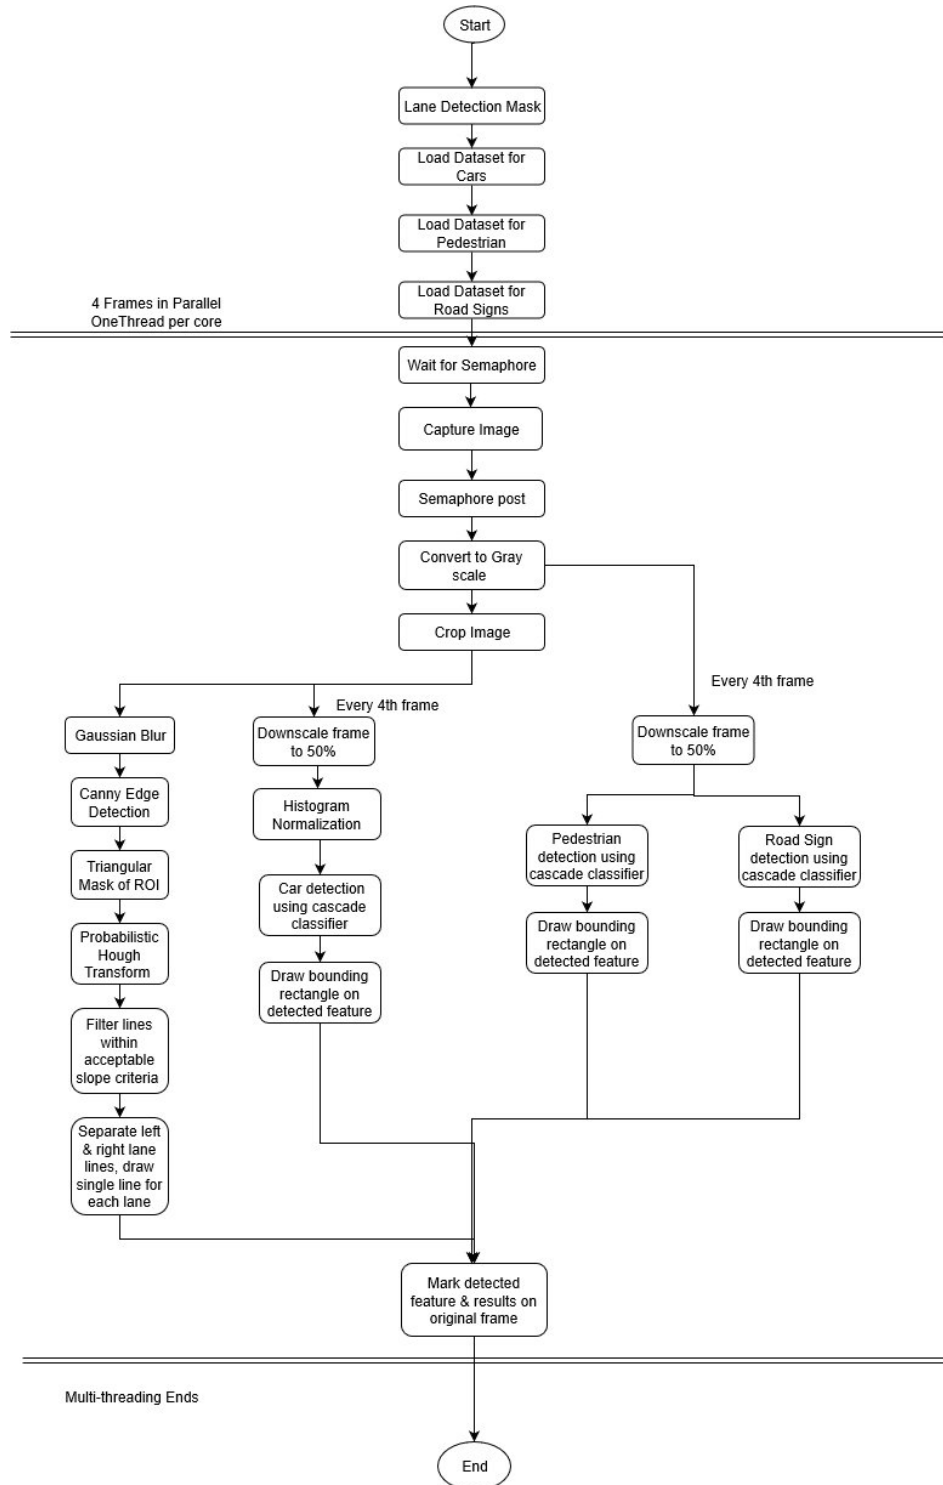 Start
Lane Detection Mask
Load Dataset for
Cars
Load Dataset for
Pedestrian
Load Dataset for
Road Signs
4 Frames in Parallel
OneThread per core
Wait for Semaphore
Capture Image
Semaphore post
Convert to Gray
scale
Crop Image
Every 4th frame
Every 4th frame
Gaussian Blur
Canny Edge
Detection
Triangular
Mask of ROI
Probabilistic
Hough
Transform
Filter lines
within
acceptable
slope criteria
Separate left
& right lane
lines, draw
single line for
each lane
Downscale frame
to 50%
Histogram
Normalization
Car detection
using cascade
classifier
Draw bounding
rectangle on
detected feature
Downscale frame
to 50%
Pedestrian
detection using
cascade classifier
Draw bounding
rectangle on
detected feature
Road Sign
detection using
cascade classifier
Draw bounding
rectangle on
detected feature
Mark detected
feature & results on
original frame
Multi-threading Ends
End